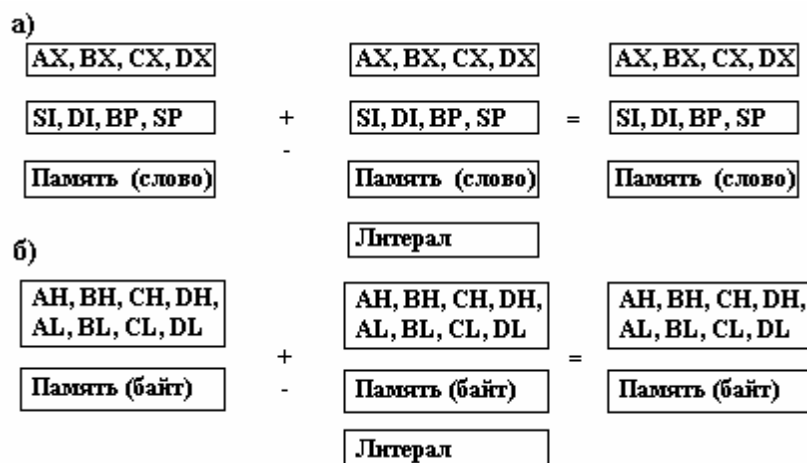 а)
AX, BX, CX, DX AX, BX, CX, DX AX, BX, CX, DX
SI, DI, BP, SP + SI, DI, BP, SP = SI, DI, BP, SP
-
Память (слово) Память (слово) Память (слово)
Литерал
б)
AH, BH, CH, DH, AH, BH, CH, DH, AH, BH, CH, DH,
AL, BL, CL, DL AL, BL, CL, DL AL, BL, CL, DL
+ =
Память (байт) - Память (байт) Память (байт)
Литерал